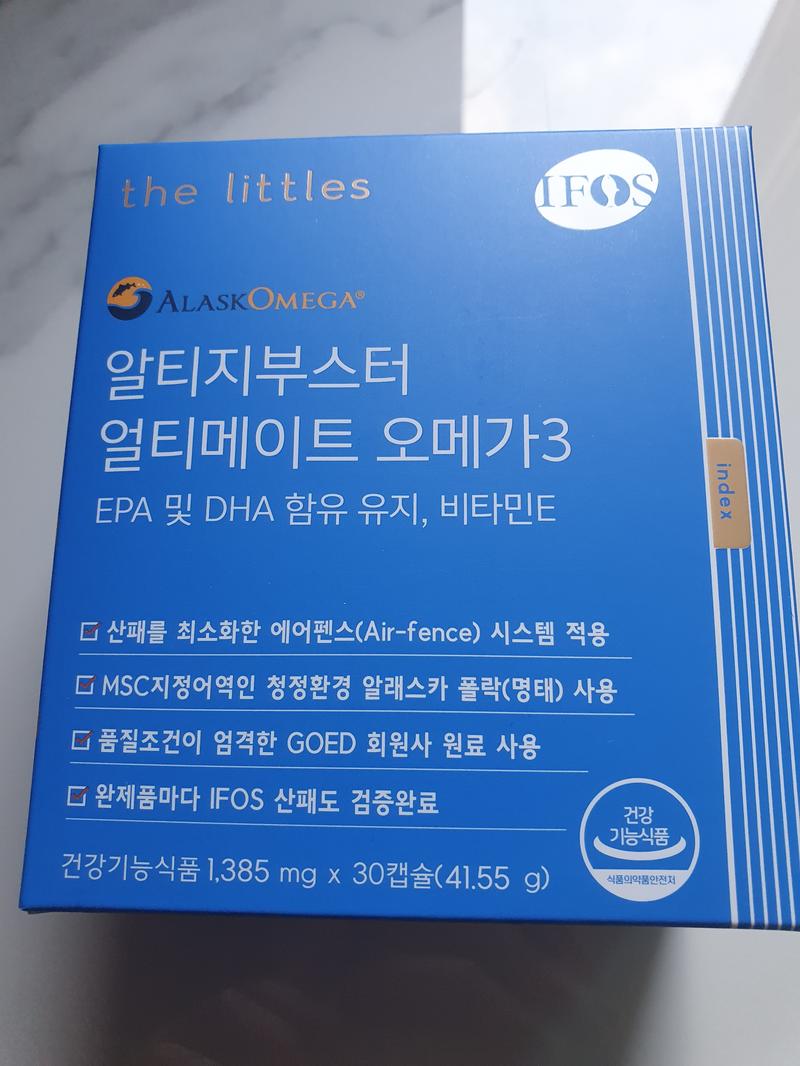 the littles
IFOS
ALASKOMEGA®
알티지부스터
얼티메이트 오메가3
EPA 및 DHA 함유 유지, 비타민E
index
산패를 최소화한 에어펜스(Air-fence) 시스템 적용
MSC지정어역인 청정환경 알래스카 폴락(명태) 사용
품질조건이 엄격한 GOED 회원사 원료 사용
완제품마다 IFOS 산패도 검증완료
건강기능식품 1,385 mg x 30캡슐(41.55 g)
건강
기능식품
식품의약품안전처